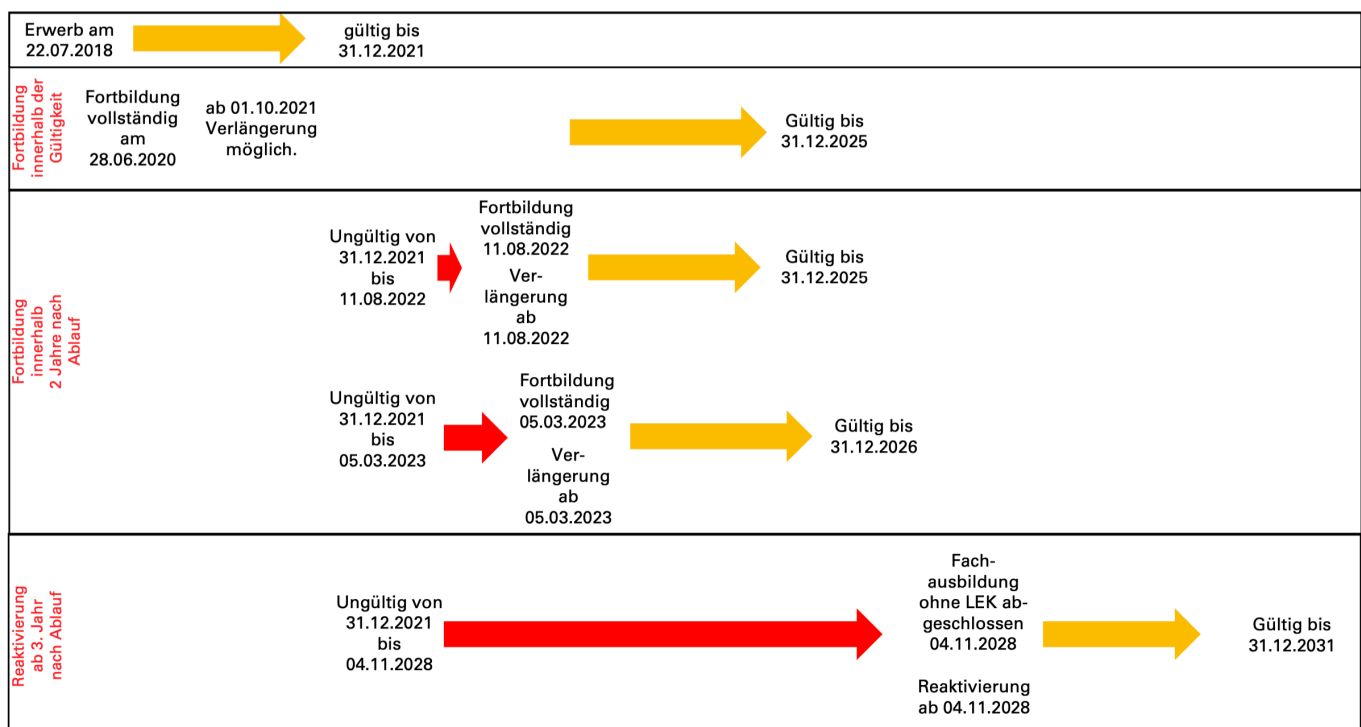 Erwerb am
22.07.2018
gültig bis
31.12.2021
Fortbildung
innerhalb der
Gültigkeit
Fortbildung
vollständig
am
28.06.2020
ab 01.10.2021
Verlängerung
möglich.
Gültig bis
31.12.2025
Fortbildung
innerhalb
2 Jahre nach
Ablauf
Ungültig von
31.12.2021
bis
11.08.2022
Fortbildung
vollständig
11.08.2022
Ver-
längerung
ab
11.08.2022
Gültig bis
31.12.2025
Ungültig von
31.12.2021
bis
05.03.2023
Fortbildung
vollständig
05.03.2023
Ver-
längerung
ab
05.03.2023
Gültig bis
31.12.2026
Reaktivierung
ab 3. Jahr
nach Ablauf
Ungültig von
31.12.2021
bis
04.11.2028
Fach-
ausbildung
ohne LEK ab-
geschlossen
04.11.2028
Reaktivierung
ab 04.11.2028
Gültig bis
31.12.2031